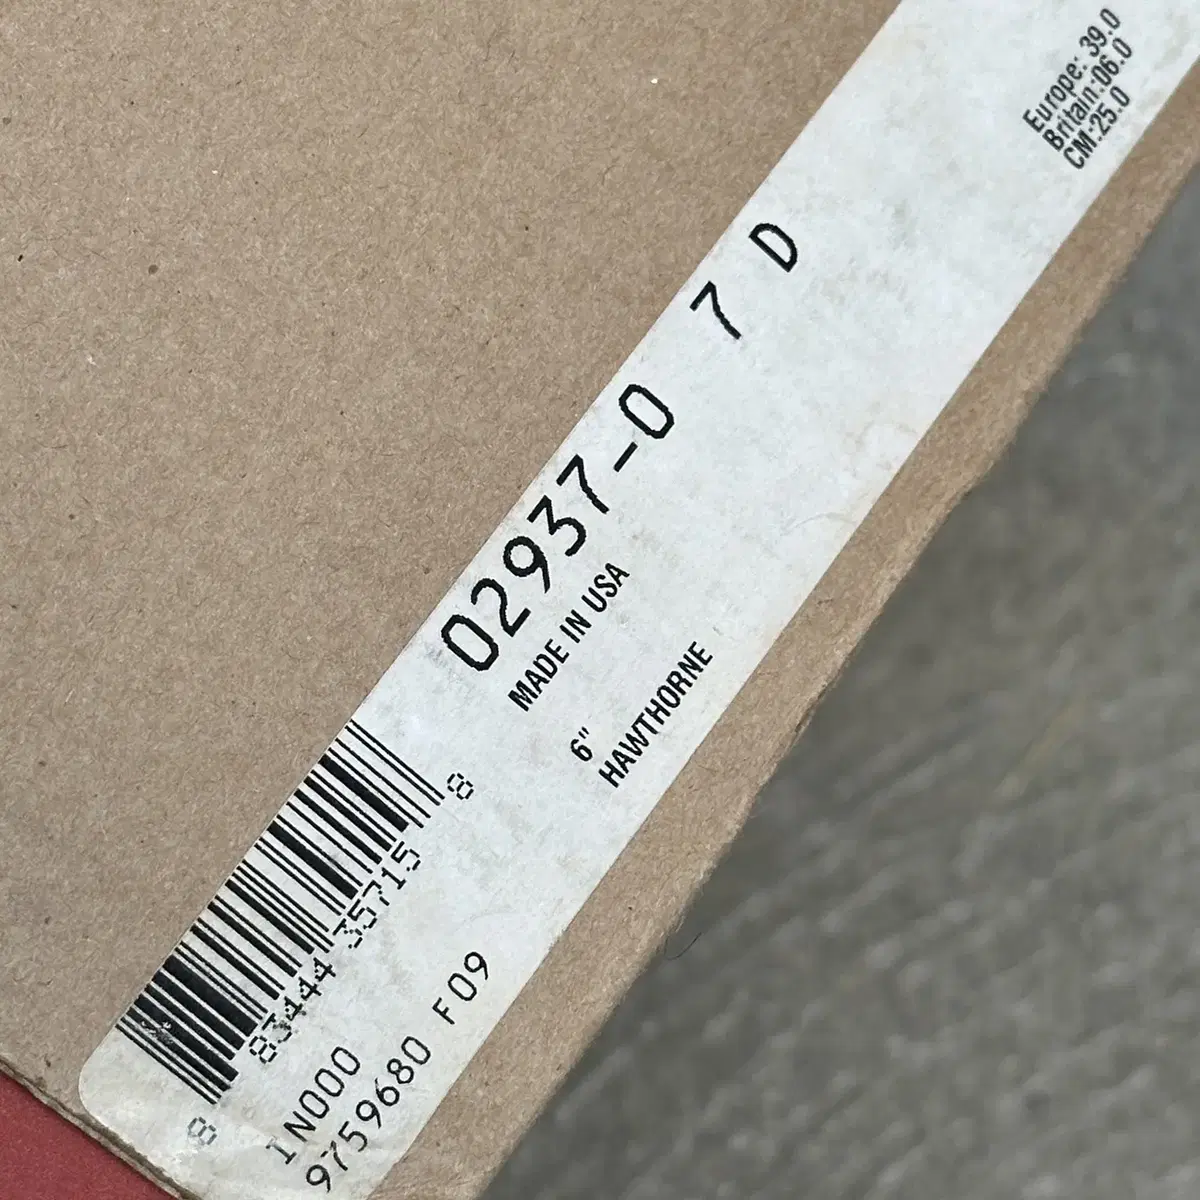 Europe: 39.0
Britain:06.0
CM:25.0
02937-0 7 D
MADE IN USA
6"
HAWTHORNE
8 83444 35715 8
IN000
9759680 F09